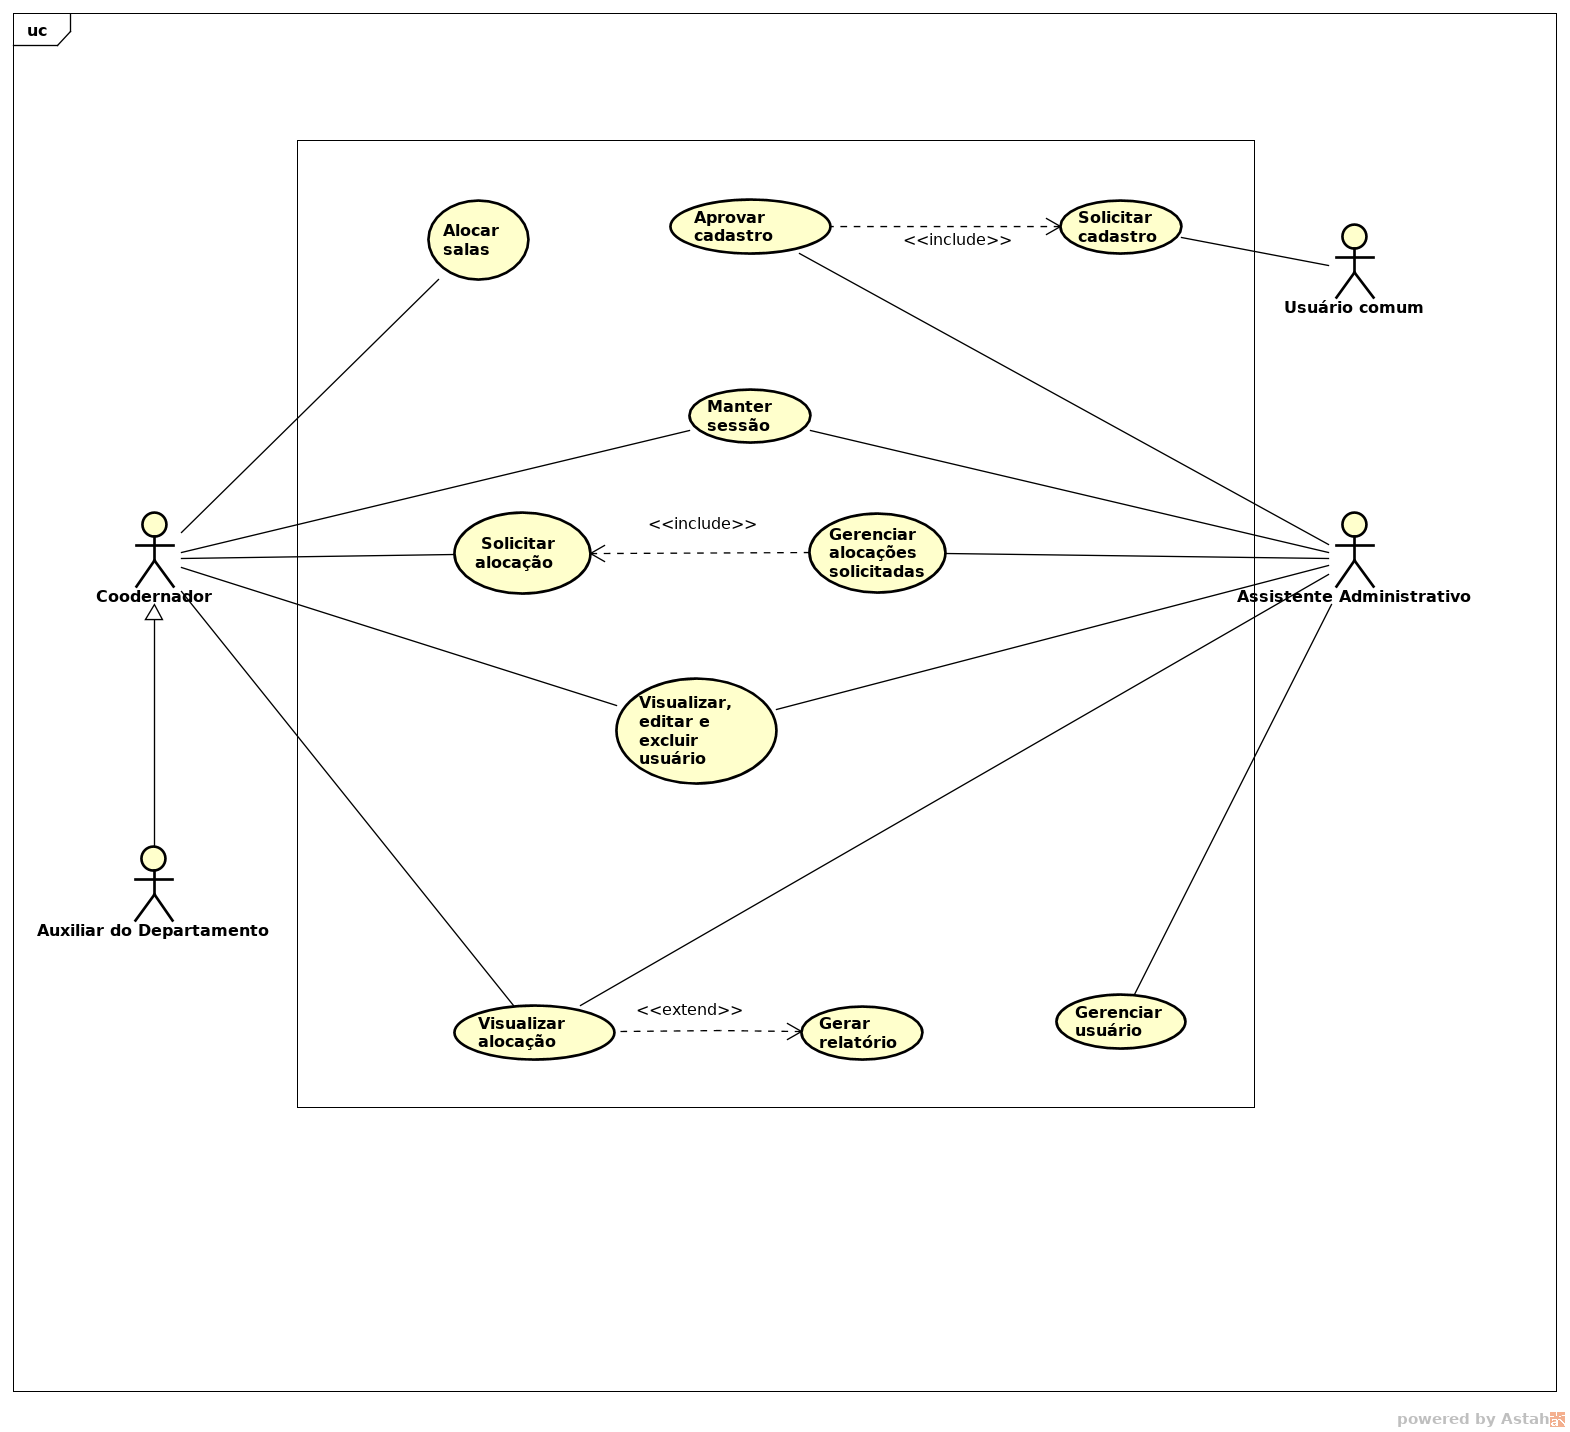 uc
Alocar
salas
Aprovar
cadastro
<<include>>
Solicitar
cadastro
Usuário comum
Manter
sessão
Coodernador
Solicitar
alocação
<<include>>
Gerenciar
alocações
solicitadas
Assistente Administrativo
Visualizar,
editar e
excluir
usuário
Auxiliar do Departamento
Visualizar
alocação
<<extend>>
Gerar
relatório
Gerenciar
usuário
powered by Astah